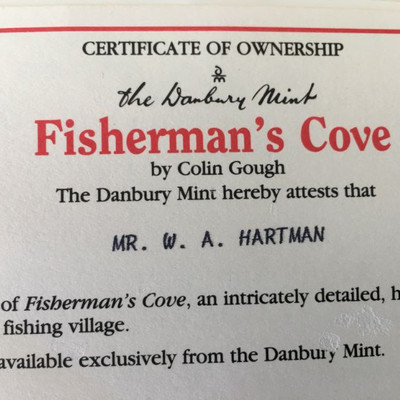 CERTIFICATE OF OWNERSHIP
the Danbury Mint
Fisherman's Cove
by Colin Gough
The Danbury Mint hereby attests that
MR. W. A. HARTMAN
of Fisherman's Cove, an intricately detailed, h
fishing village.
available exclusively from the Danbury Mint.